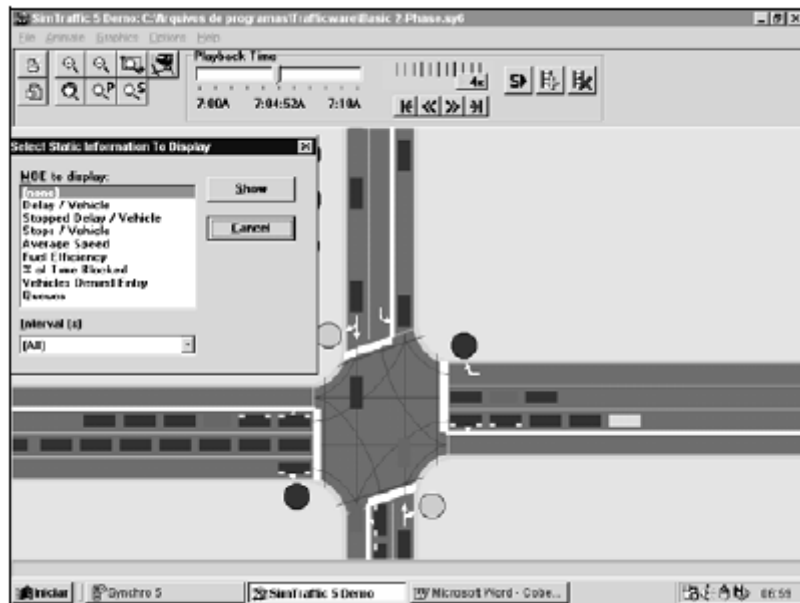 SimTraffic 5 Demo: C:\Arquivos de programas\Trafficware\Basic 2-Phase.sy6
File Animate Graphics Options Help
Playback Time
7:00A 7:04:52A 7:10A
4x
Select Static Information To Display
MOE to display:
(none)
Delay / Vehicle
Stopped Delay / Vehicle
Stops / Vehicle
Average Speed
Fuel Efficiency
% of Time Blocked
Vehicles Denied Entry
Queues
Show
Cancel
Interval (s)
(All)
Iniciar
Synchro 5
SimTraffic 5 Demo
Microsoft Word - Cobe...
06:59